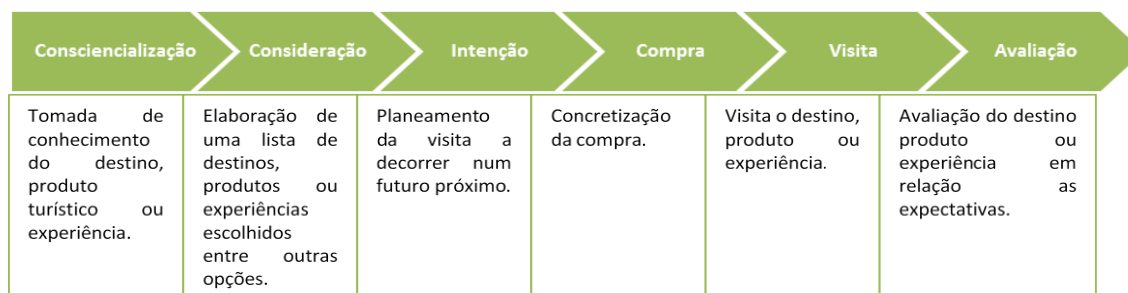 Consciencialização
Consideração
Intenção
Compra
Visita
Avaliação
Tomada de
conhecimento
do destino,
produto
turístico ou
experiência.
Elaboração de
uma lista de
destinos,
produtos ou
experiências
escolhidos
entre outras
opções.
Planeamento
da visita a
decorrer num
futuro próximo.
Concretização
da compra.
Visita o destino,
produto ou
experiência.
Avaliação do destino
produto ou
experiência em
relação as
expectativas.